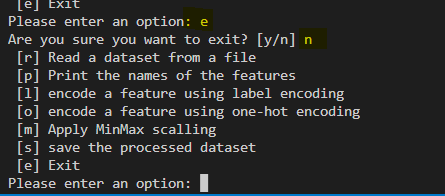 [e] Exit
Please enter an option: e
Are you sure you want to exit? [y/n] n
[r] Read a dataset from a file
[p] Print the names of the features
[l] encode a feature using label encoding
[o] encode a feature using one-hot encoding
[m] Apply MinMax scalling
[s] save the processed dataset
[e] Exit
Please enter an option: